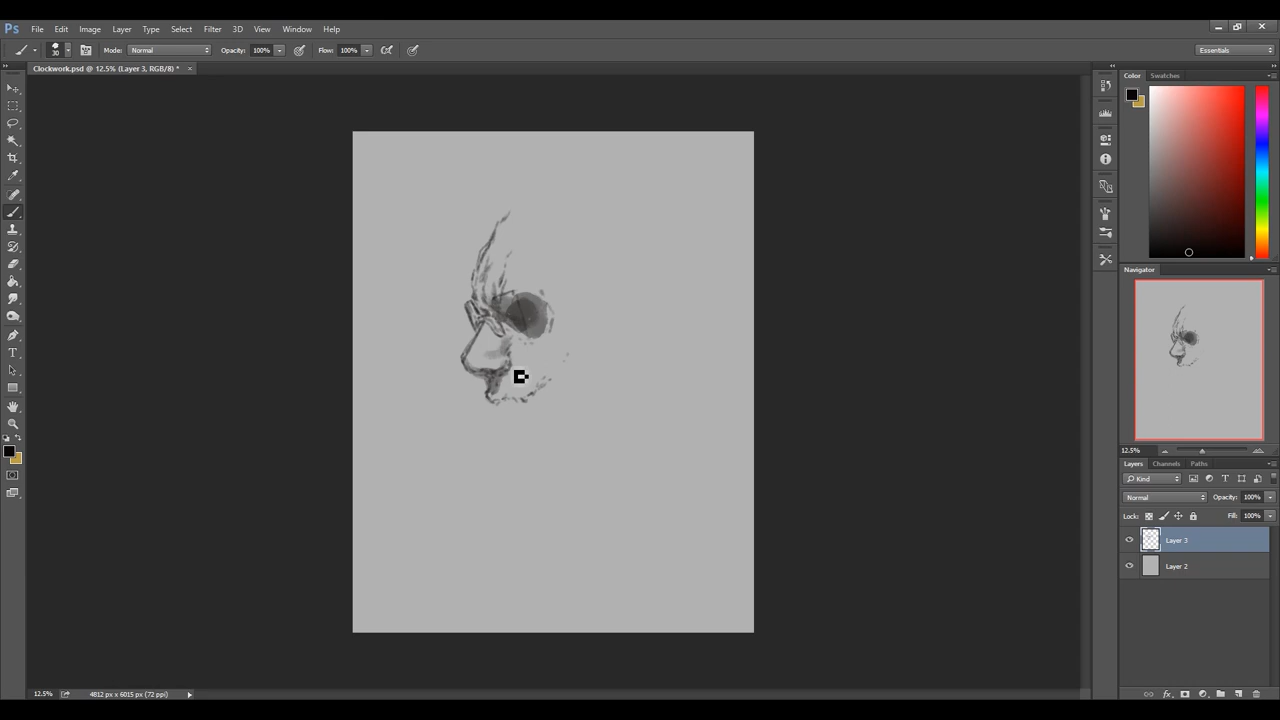 Ps File Edit Image Layer Type Select Filter 3D View Window Help
30 Mode: Normal Opacity: 100% Flow: 100% Essentials
Clockwork.psd @ 12.5% (Layer 3, RGB/8) * ×
Color Swatches
Navigator
12.5%
Layers Channels Paths
Kind
Normal Opacity: 100%
Lock: Fill: 100%
Layer 3
Layer 2
12.5% 4812 px x 6015 px (72 ppi)